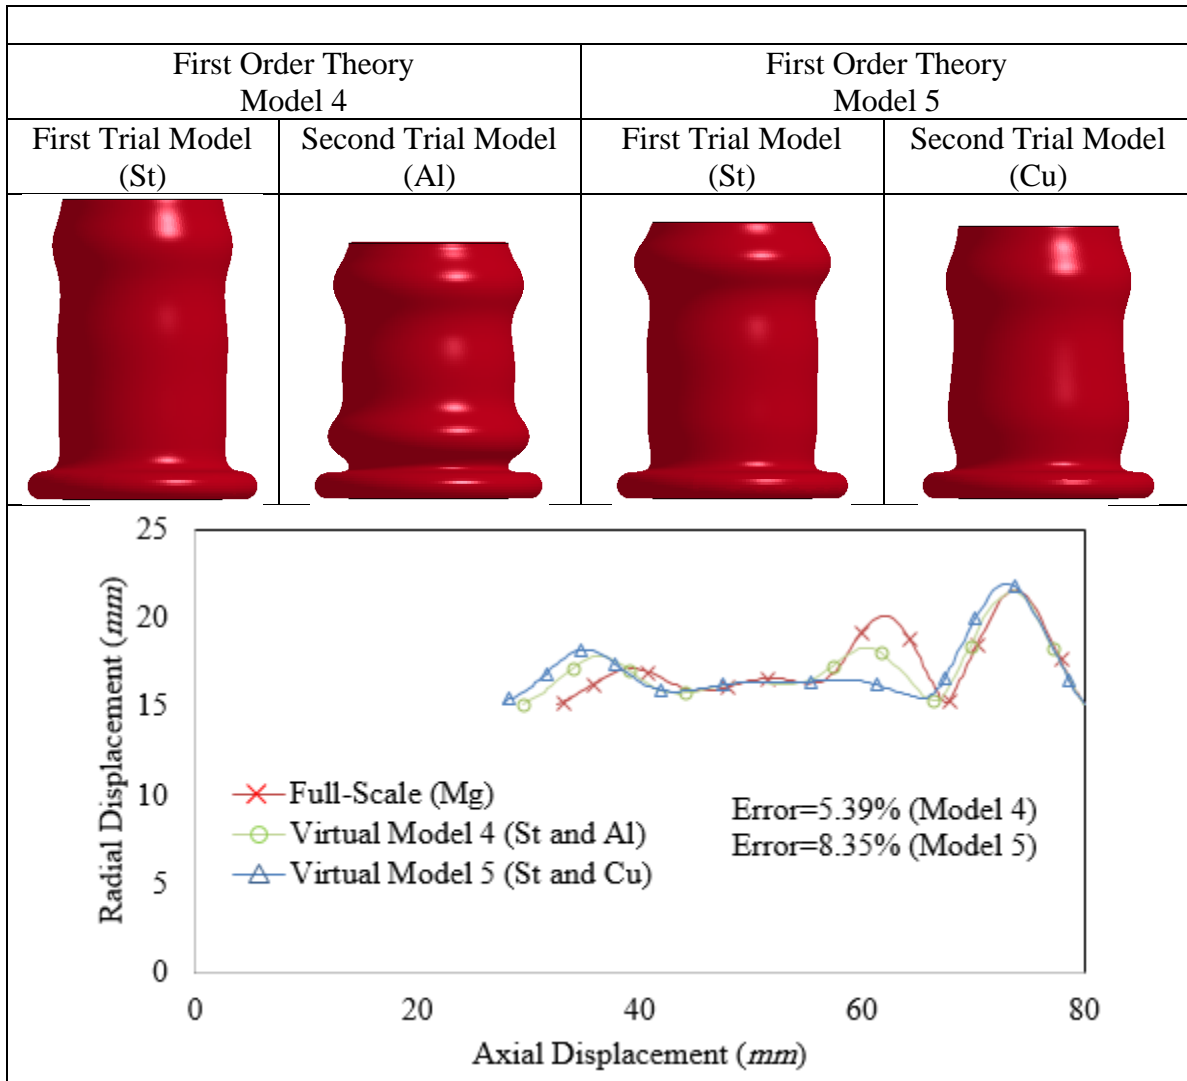 First Order Theory
Model 4
First Order Theory
Model 5
First Trial Model
(St)
Second Trial Model
(Al)
First Trial Model
(St)
Second Trial Model
(Cu)
25
20
15
10
5
0
Radial Displacement (mm)
Full-Scale (Mg)
Virtual Model 4 (St and Al)
Virtual Model 5 (St and Cu)
Error=5.39% (Model 4)
Error=8.35% (Model 5)
0 20 40 60 80
Axial Displacement (mm)